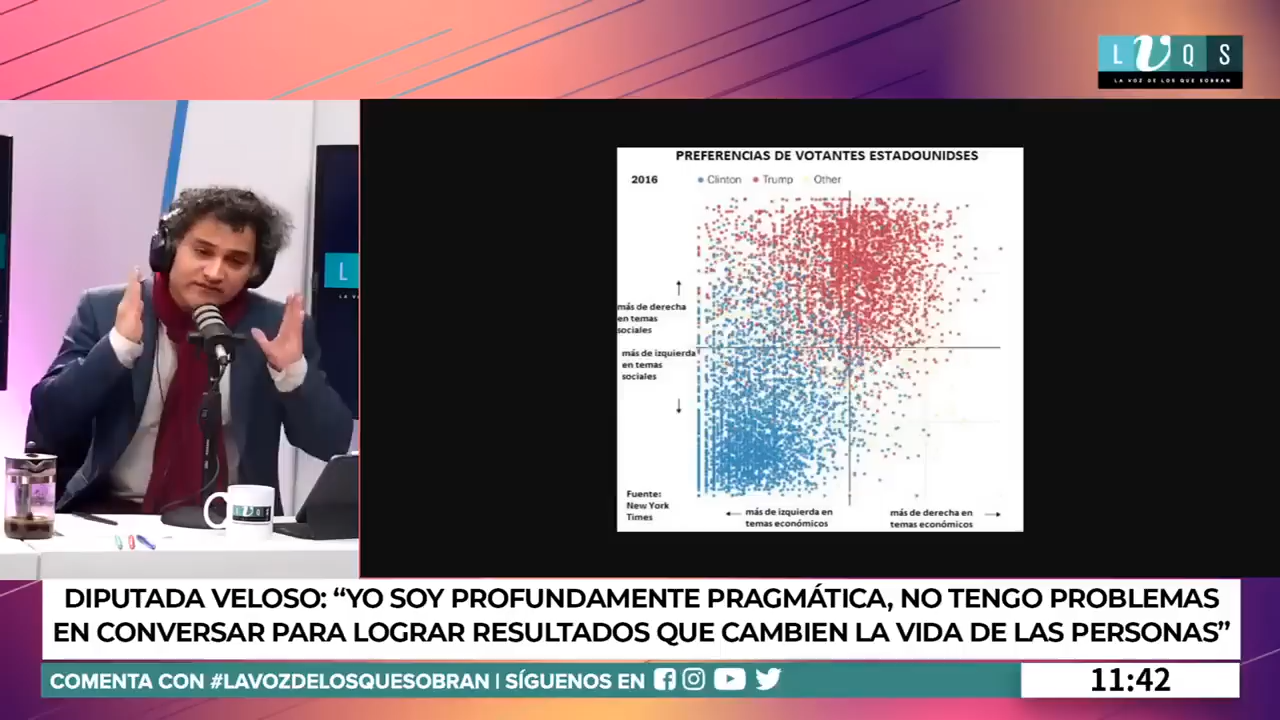 L V Q S
LA VOZ DE LOS QUE SOBRAN
L
LA V
PREFERENCIAS DE VOTANTES ESTADOUNIDSES
2016 Clinton Trump Other
más de derecha
en temas
sociales
más de izquierda
en temas
sociales
Fuente:
New York
Times
más de izquierda en
temas económicos
más de derecha en
temas económicos
DIPUTADA VELOSO: “YO SOY PROFUNDAMENTE PRAGMÁTICA, NO TENGO PROBLEMAS
EN CONVERSAR PARA LOGRAR RESULTADOS QUE CAMBIEN LA VIDA DE LAS PERSONAS”
COMENTA CON #LAVOZDELOSQUESOBRAN | SÍGUENOS EN
11:42